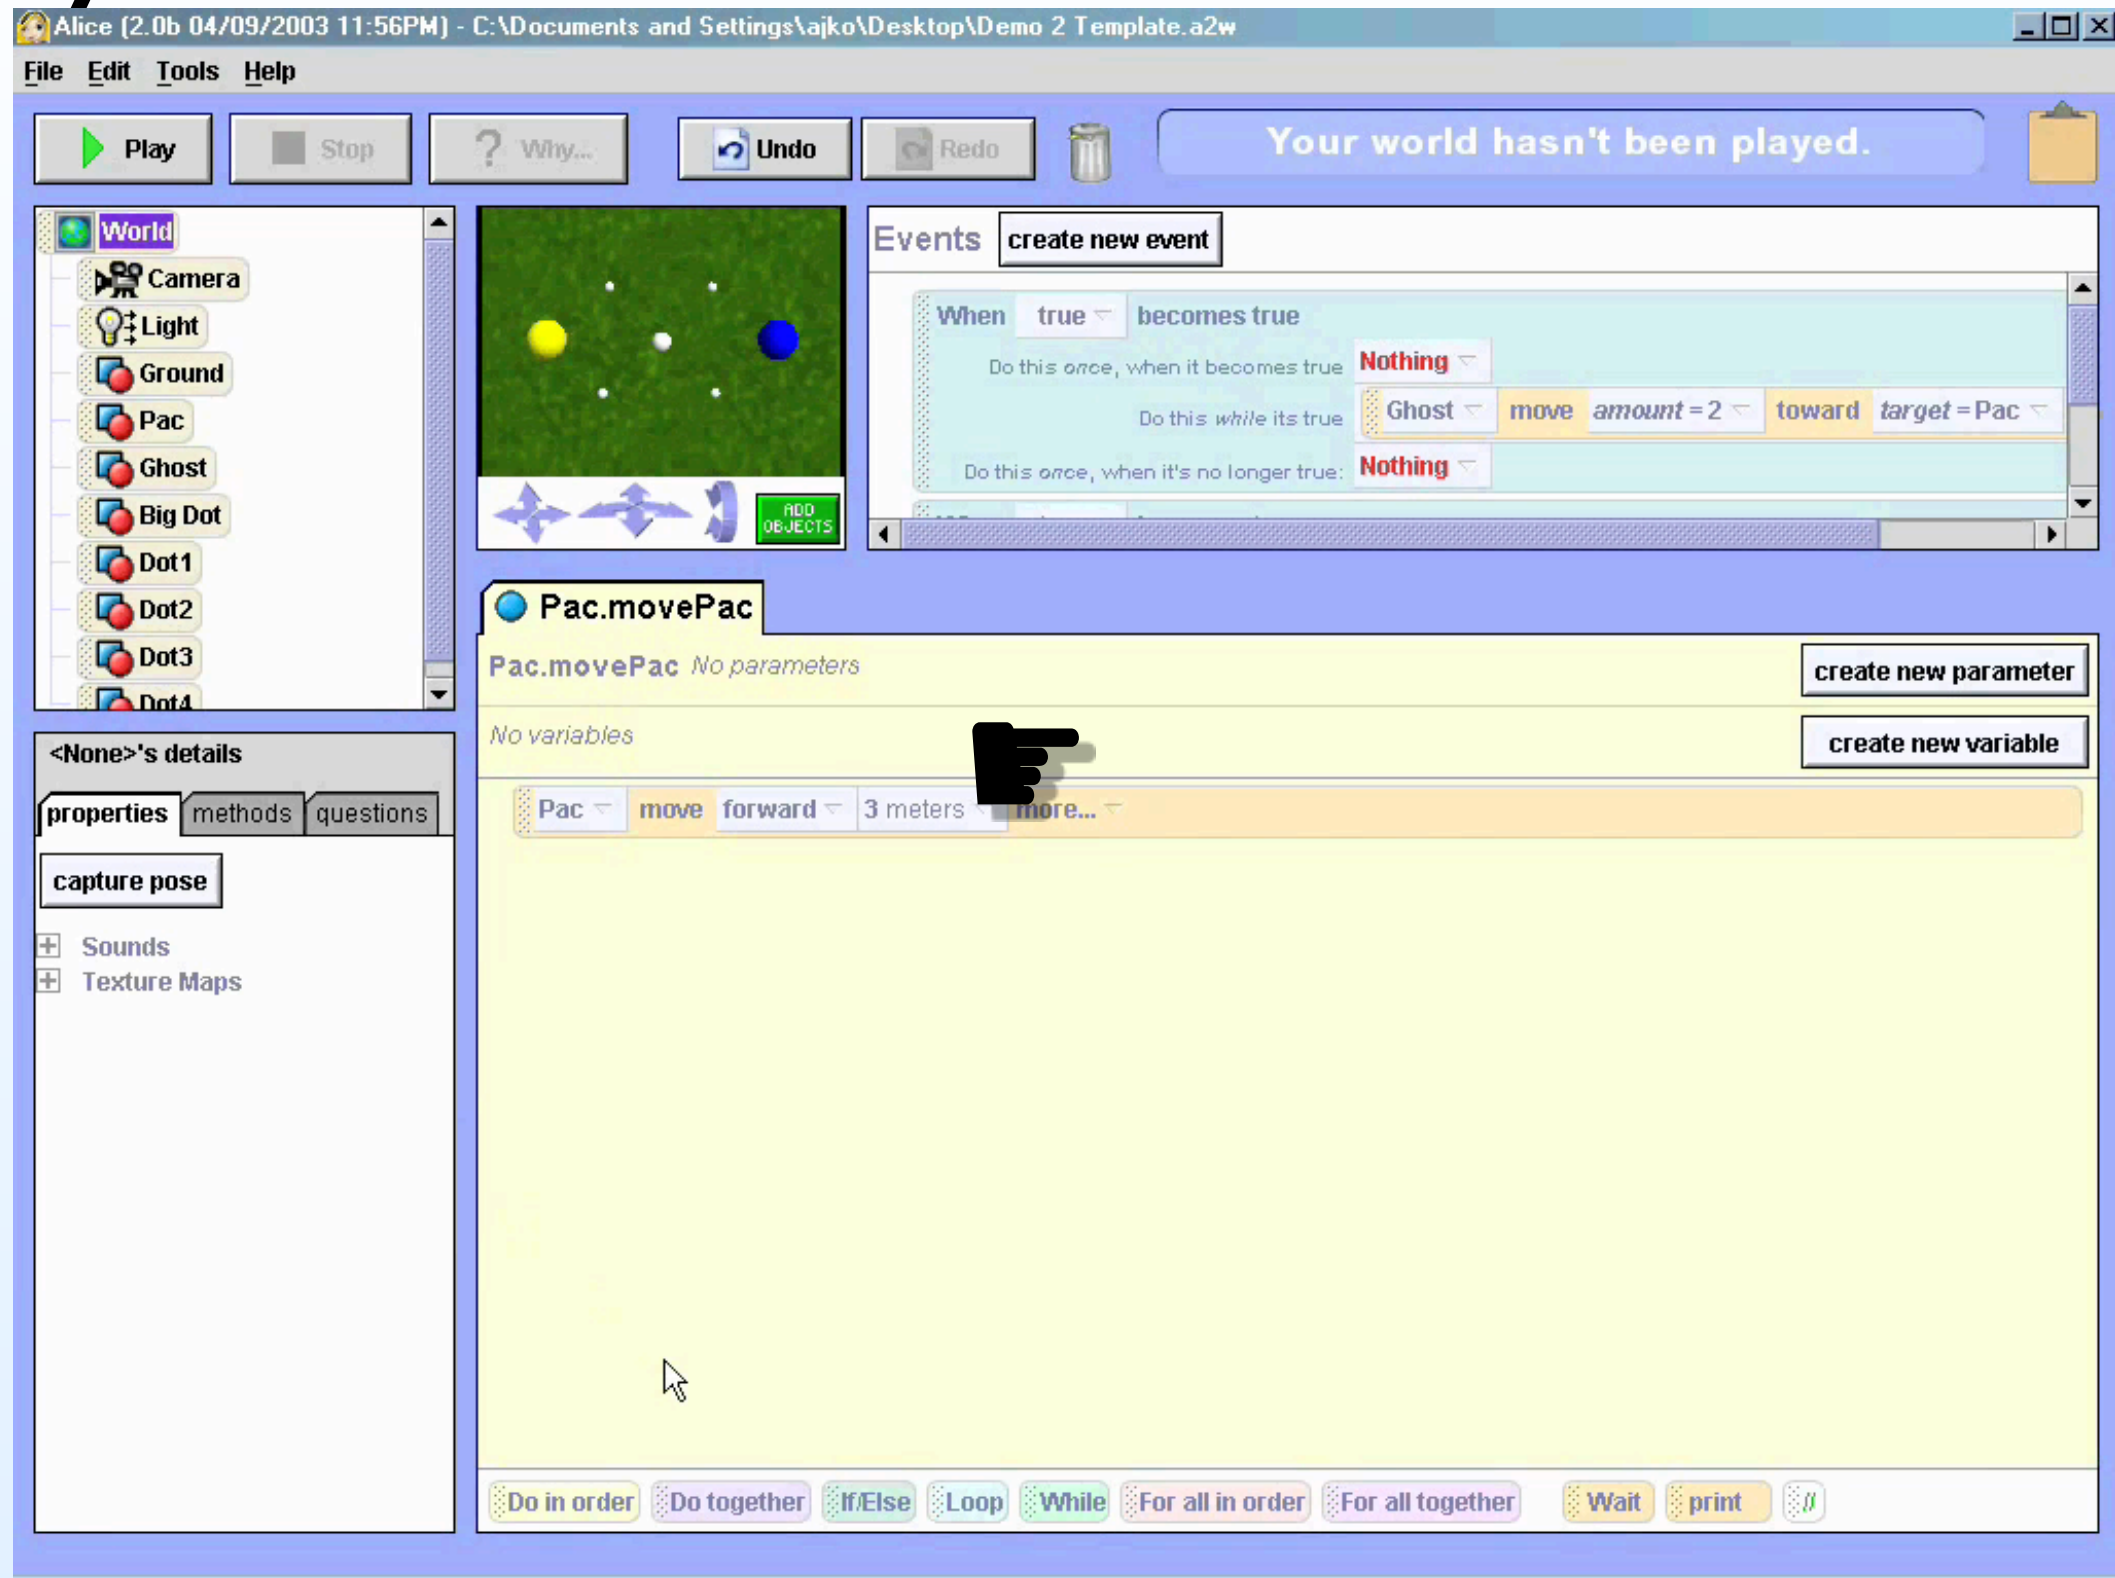 Alice (2.0b 04/09/2003 11:56PM) - C:\Documents and Settings\ajko\Desktop\Demo 2 Template.a2w
File Edit Tools Help
Play Stop ? Why... Undo Redo Your world hasn't been played.
World
Camera
Light
Ground
Pac
Ghost
Big Dot
Dot1
Dot2
Dot3
Dot4
ADD
OBJECTS
Events create new event
When true becomes true
Do this once, when it becomes true Nothing
Do this while its true Ghost move amount = 2 toward target = Pac
Do this once, when it's no longer true: Nothing
<None>'s details
properties methods questions
capture pose
Sounds
Texture Maps
Pac.movePac
Pac.movePac No parameters create new parameter
No variables create new variable
Pac move forward 3 meters more...
Do in order Do together If/Else Loop While For all in order For all together Wait print //